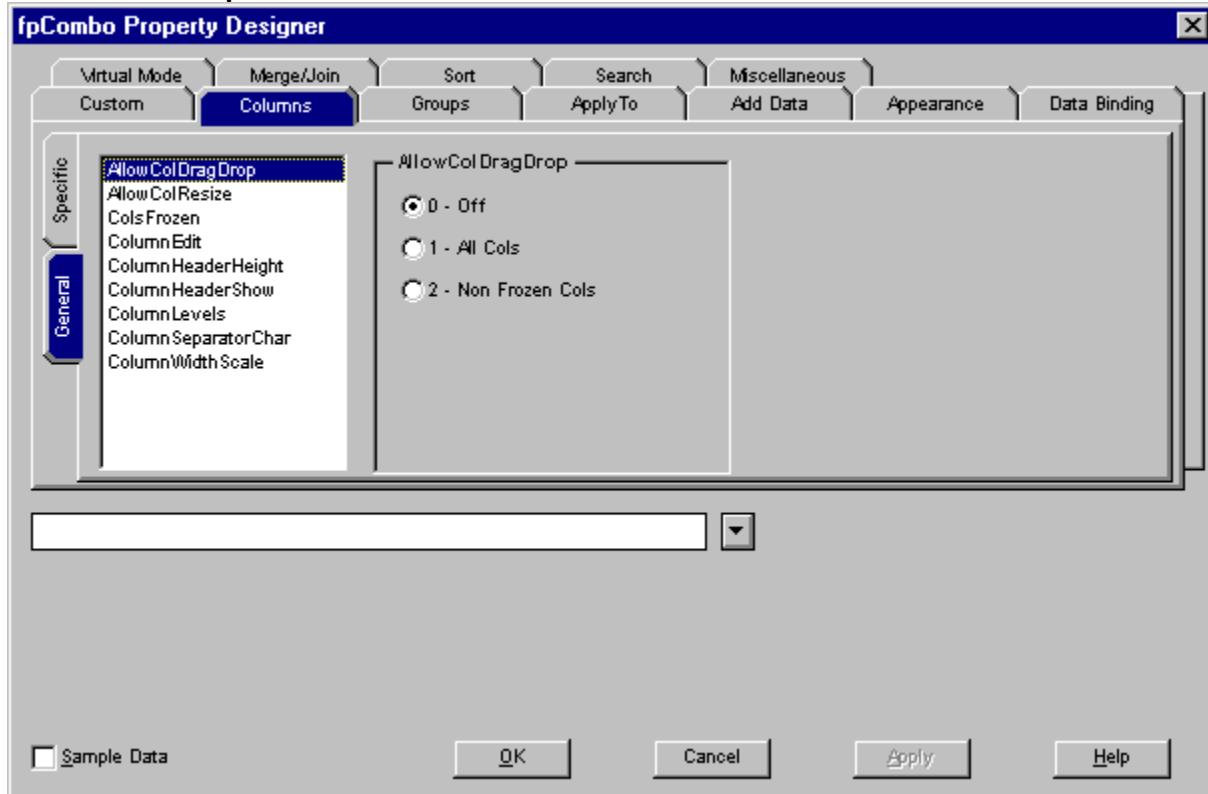 fpCombo Property Designer
Virtual Mode Merge/Join Sort Search Miscellaneous
Custom Columns Groups ApplyTo Add Data Appearance Data Binding
Specific
General
AllowColDragDrop
AllowColResize
ColsFrozen
ColumnEdit
ColumnHeaderHeight
ColumnHeaderShow
ColumnLevels
ColumnSeparatorChar
ColumnWidthScale
AllowColDragDrop
0 - Off
1 - All Cols
2 - Non Frozen Cols
Sample Data OK Cancel Apply Help